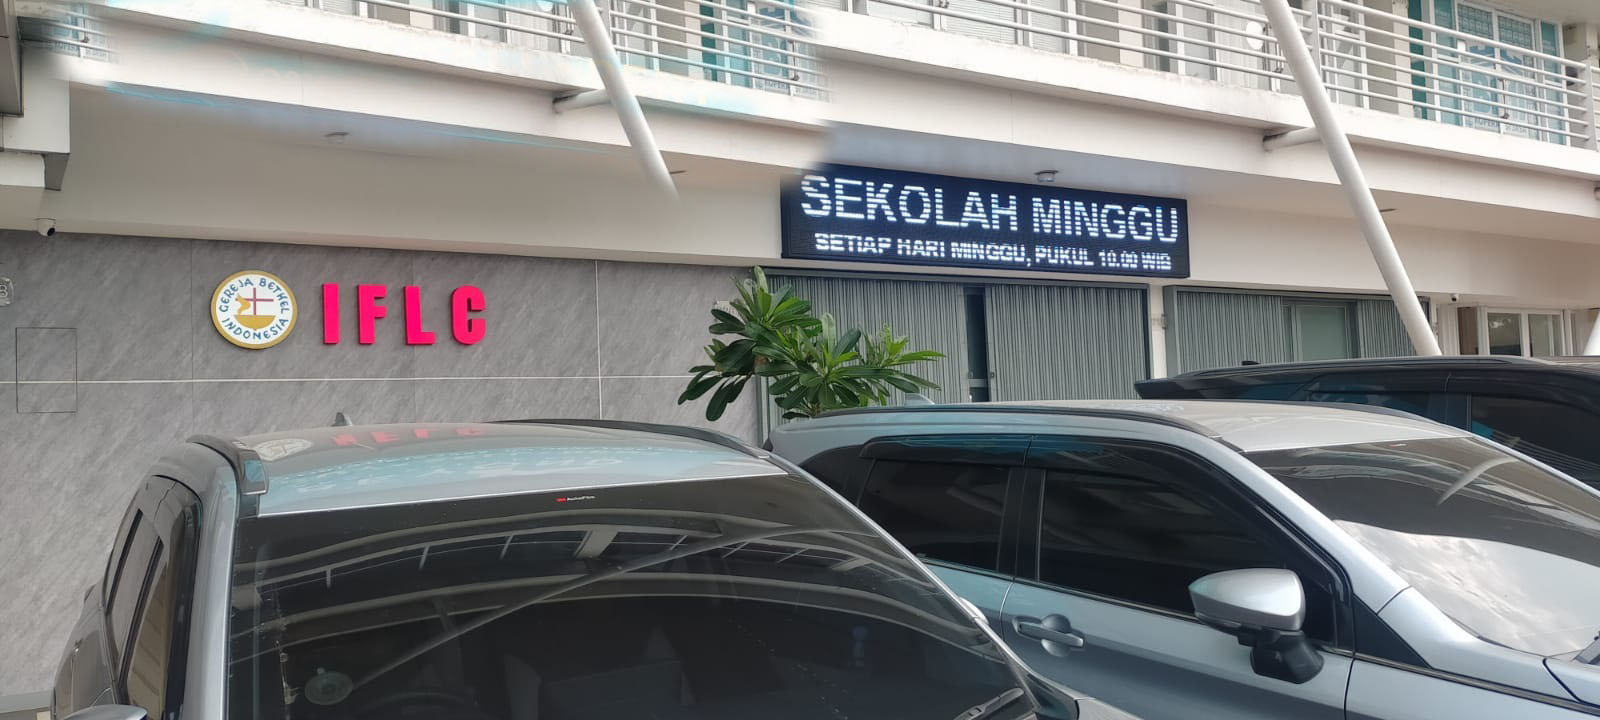 GEREJA BETHEL INDONESIA
IFLC
SEKOLAH MINGGU
SETIAP HARI MINGGU, PUKUL 10.00 WIB